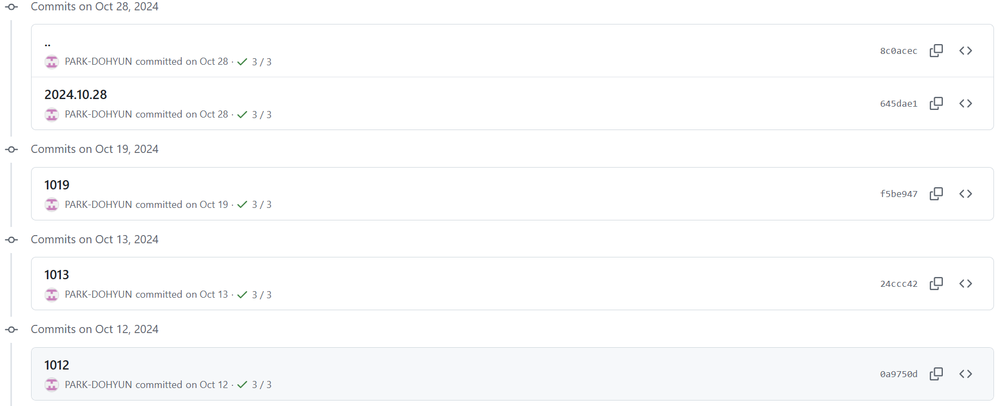 Commits on Oct 28, 2024
..
PARK-DOHYUN committed on Oct 28 · 3 / 3
8c0acec
2024.10.28
PARK-DOHYUN committed on Oct 28 · 3 / 3
645dae1
Commits on Oct 19, 2024
1019
PARK-DOHYUN committed on Oct 19 · 3 / 3
f5be947
Commits on Oct 13, 2024
1013
PARK-DOHYUN committed on Oct 13 · 3 / 3
24ccc42
Commits on Oct 12, 2024
1012
PARK-DOHYUN committed on Oct 12 · 3 / 3
0a9750d